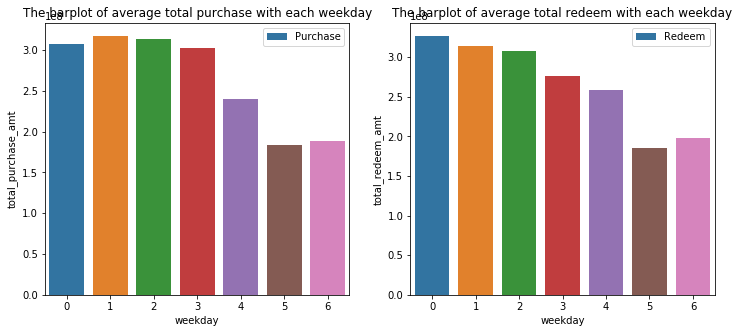 The barplot of average total purchase with each weekday
1e8
Purchase
total_purchase_amt
3.0
2.5
2.0
1.5
1.0
0.5
0.0
0 1 2 3 4 5 6
weekday
The barplot of average total redeem with each weekday
1e8
Redeem
total_redeem_amt
3.0
2.5
2.0
1.5
1.0
0.5
0.0
0 1 2 3 4 5 6
weekday